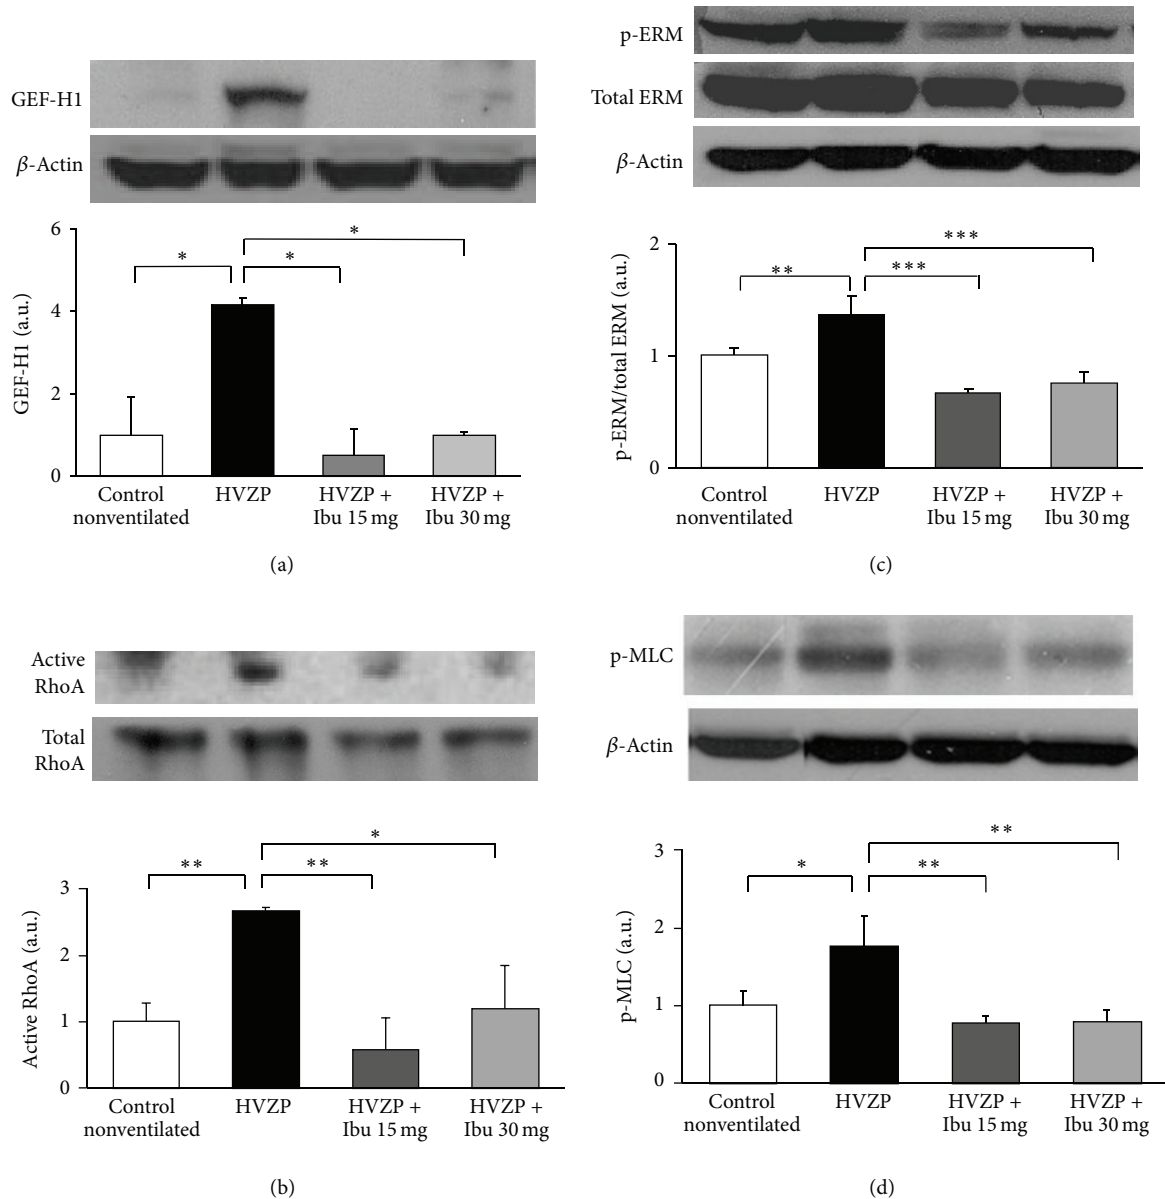 GEF-H1
β-Actin
6
4
2
0
GEF-H1 (a.u.)
*
*
*
Control
nonventilated
HVZP
HVZP +
Ibu 15 mg
HVZP +
Ibu 30 mg
(a)
p-ERM
Total ERM
β-Actin
2
1
0
p-ERM/total ERM (a.u.)
**
***
***
Control
nonventilated
HVZP
HVZP +
Ibu 15 mg
HVZP +
Ibu 30 mg
(c)
Active
RhoA
Total
RhoA
3
2
1
0
Active RhoA (a.u.)
**
**
*
Control
nonventilated
HVZP
HVZP +
Ibu 15 mg
HVZP +
Ibu 30 mg
(b)
p-MLC
β-Actin
3
2
1
0
p-MLC (a.u.)
*
**
**
Control
nonventilated
HVZP
HVZP +
Ibu 15 mg
HVZP +
Ibu 30 mg
(d)